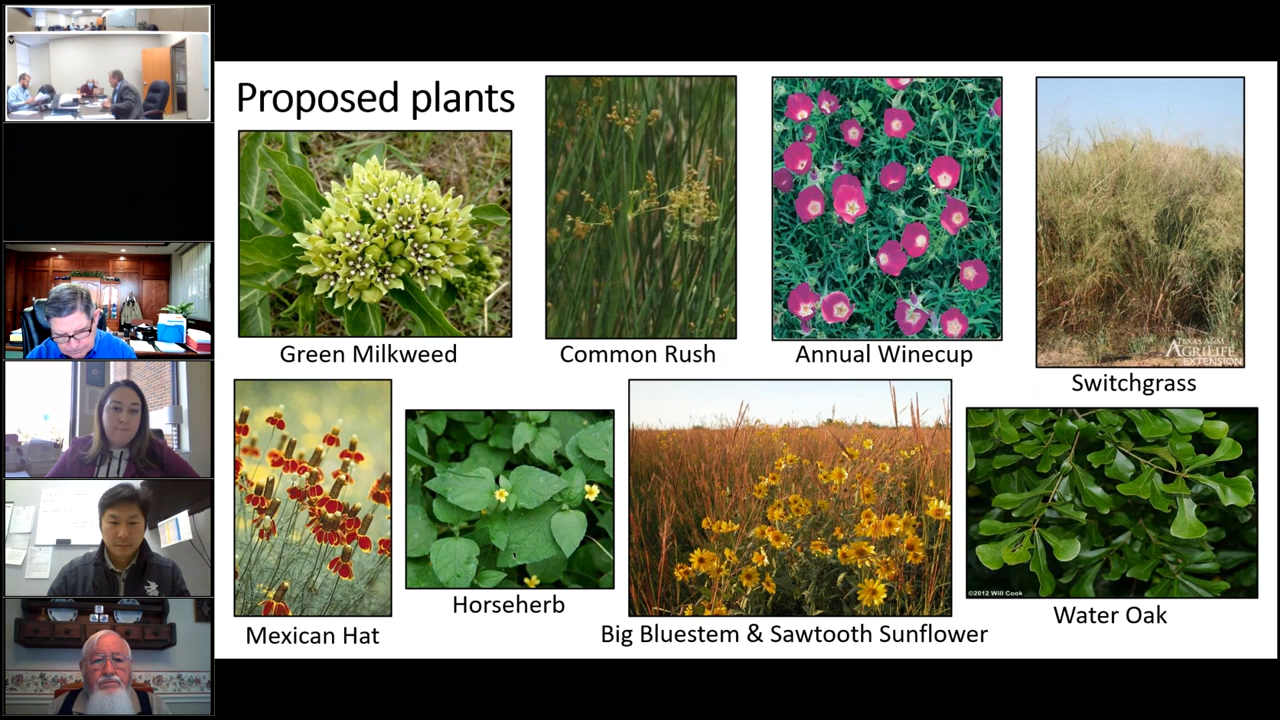 Proposed plants
Green Milkweed
Common Rush
Annual Winecup
TEXAS A&M
AGRILIFE
EXTENSION
Switchgrass
Mexican Hat
Horseherb
Big Bluestem & Sawtooth Sunflower
©2012 Will Cook
Water Oak